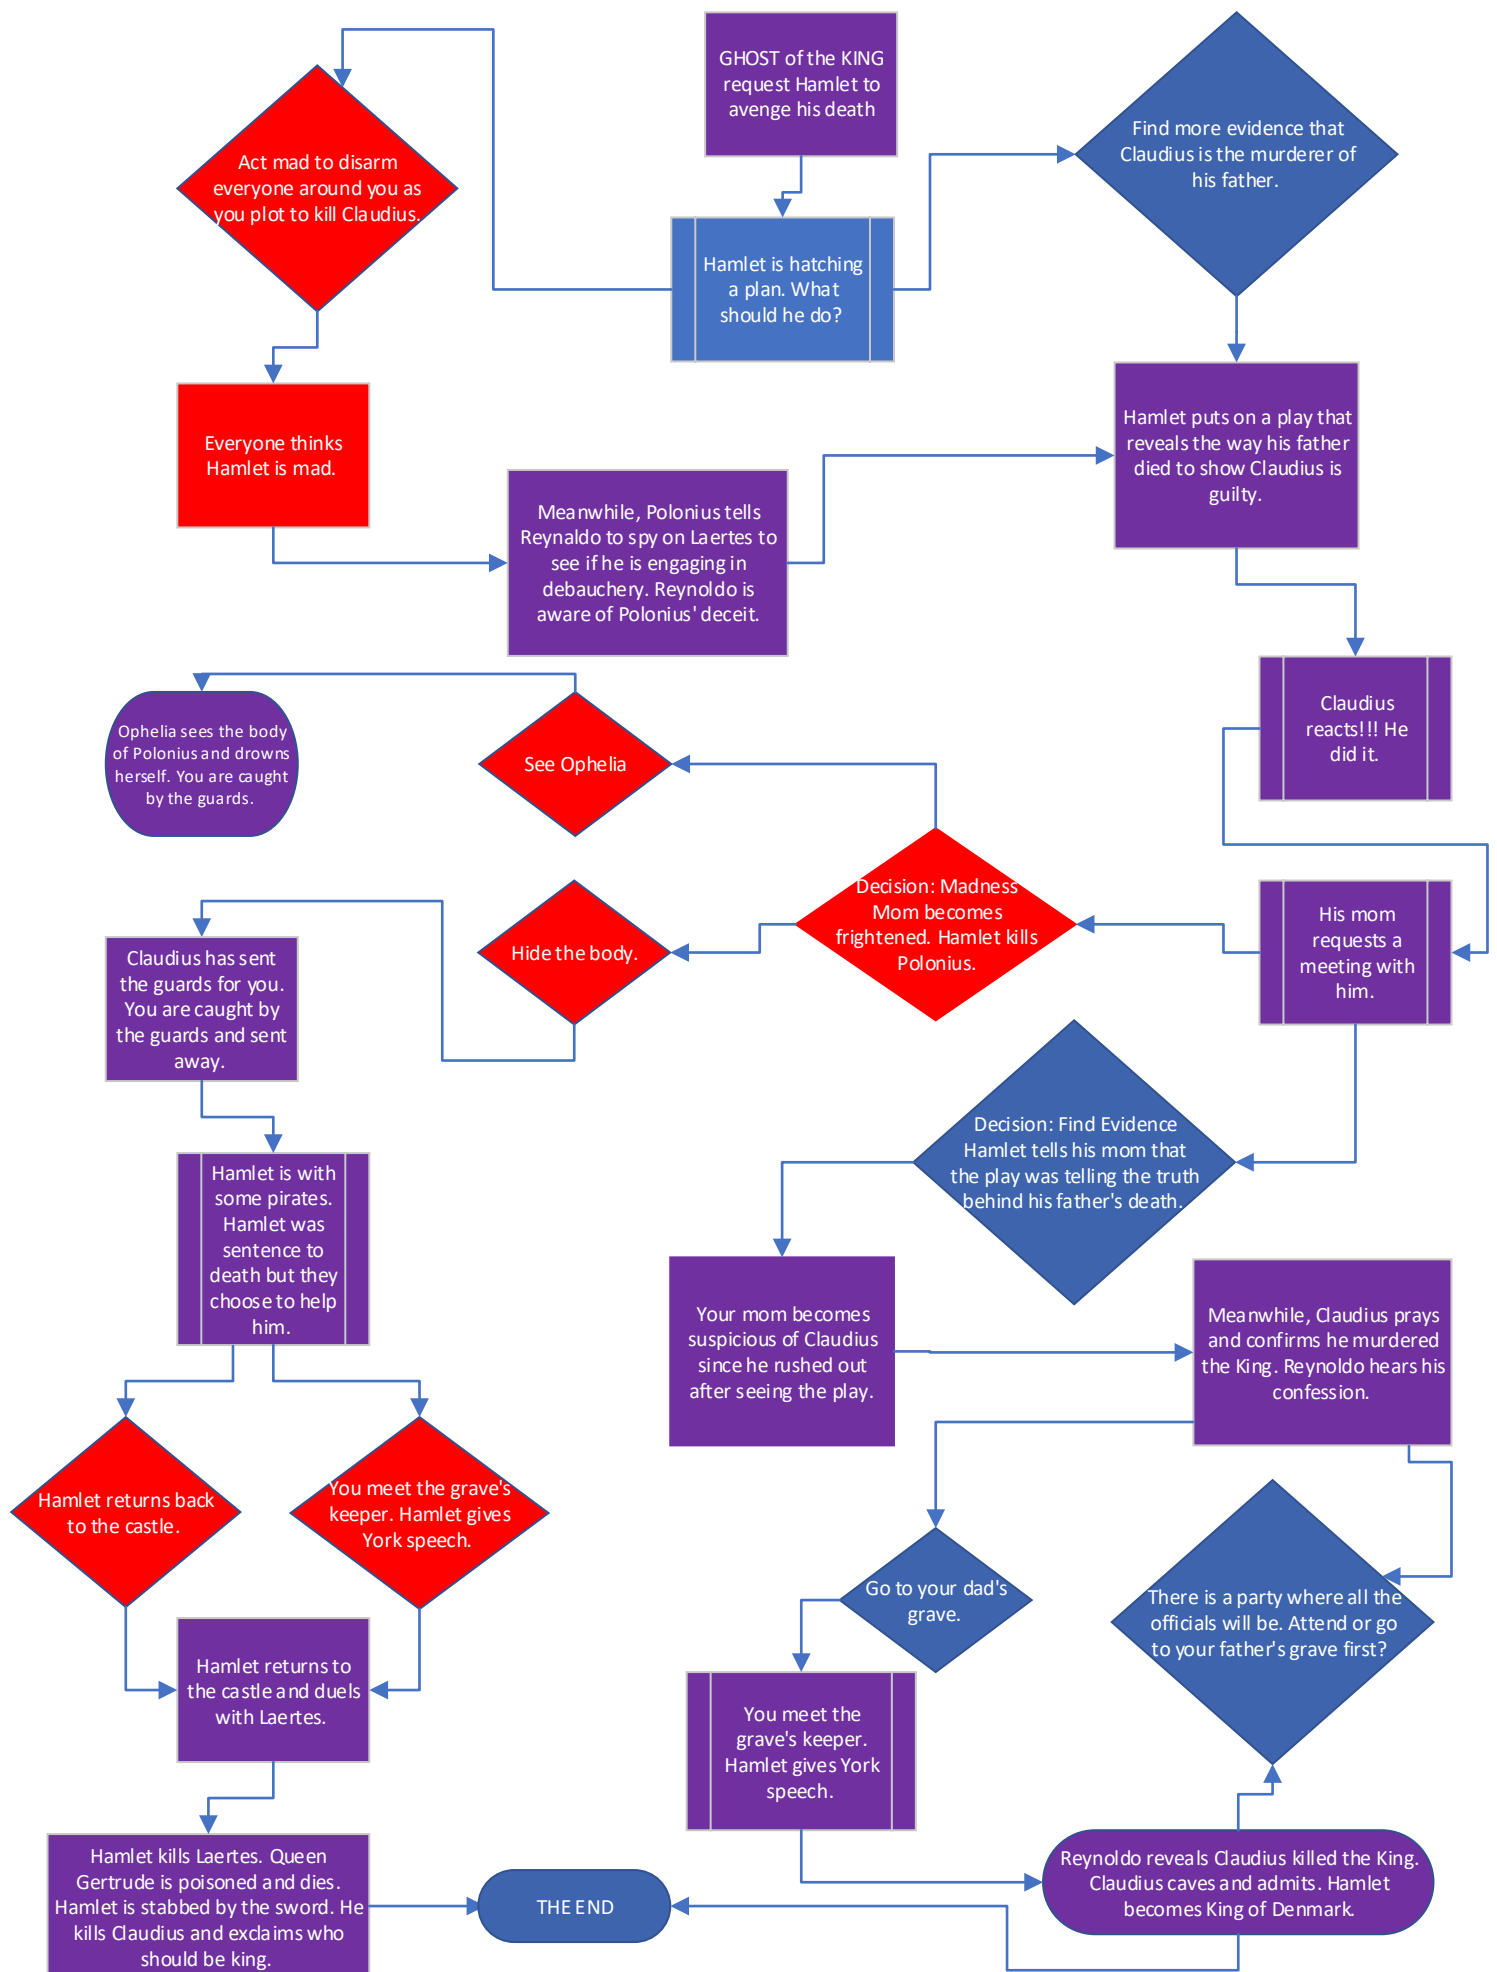 GHOST of the KING
request Hamlet to
avenge his death
Act mad to disarm
everyone around you as
you plot to kill Claudius.
Find more evidence that
Claudius is the murderer of
his father.
Hamlet is hatching
a plan. What
should he do?
Everyone thinks
Hamlet is mad.
Hamlet puts on a play that
reveals the way his father
died to show Claudius is
guilty.
Meanwhile, Polonius tells
Reynaldo to spy on Laertes to
see if he is engaging in
debauchery. Reynoldo is
aware of Polonius' deceit.
Claudius
reacts!!! He
did it.
See Ophelia
Ophelia sees the body
of Polonius and drowns
herself. You are caught
by the guards.
Decision: Madness
Mom becomes
frightened. Hamlet kills
Polonius.
His mom
requests a
meeting with
him.
Hide the body.
Claudius has sent
the guards for you.
You are caught by
the guards and sent
away.
Decision: Find Evidence
Hamlet tells his mom that
the play was telling the truth
behind his father's death.
Hamlet is with
some pirates.
Hamlet was
sentence to
death but they
choose to help
him.
Your mom becomes
suspicious of Claudius
since he rushed out
after seeing the play.
Meanwhile, Claudius prays
and confirms he murdered
the King. Reynoldo hears his
confession.
Hamlet returns back
to the castle.
You meet the grave's
keeper. Hamlet gives
York speech.
Go to your dad's
grave.
There is a party where all the
officials will be. Attend or go
to your father's grave first?
Hamlet returns to
the castle and duels
with Laertes.
You meet the
grave's keeper.
Hamlet gives York
speech.
Hamlet kills Laertes. Queen
Gertrude is poisoned and dies.
Hamlet is stabbed by the sword. He
kills Claudius and exclaims who
should be king.
THE END
Reynoldo reveals Claudius killed the King.
Claudius caves and admits. Hamlet
becomes King of Denmark.